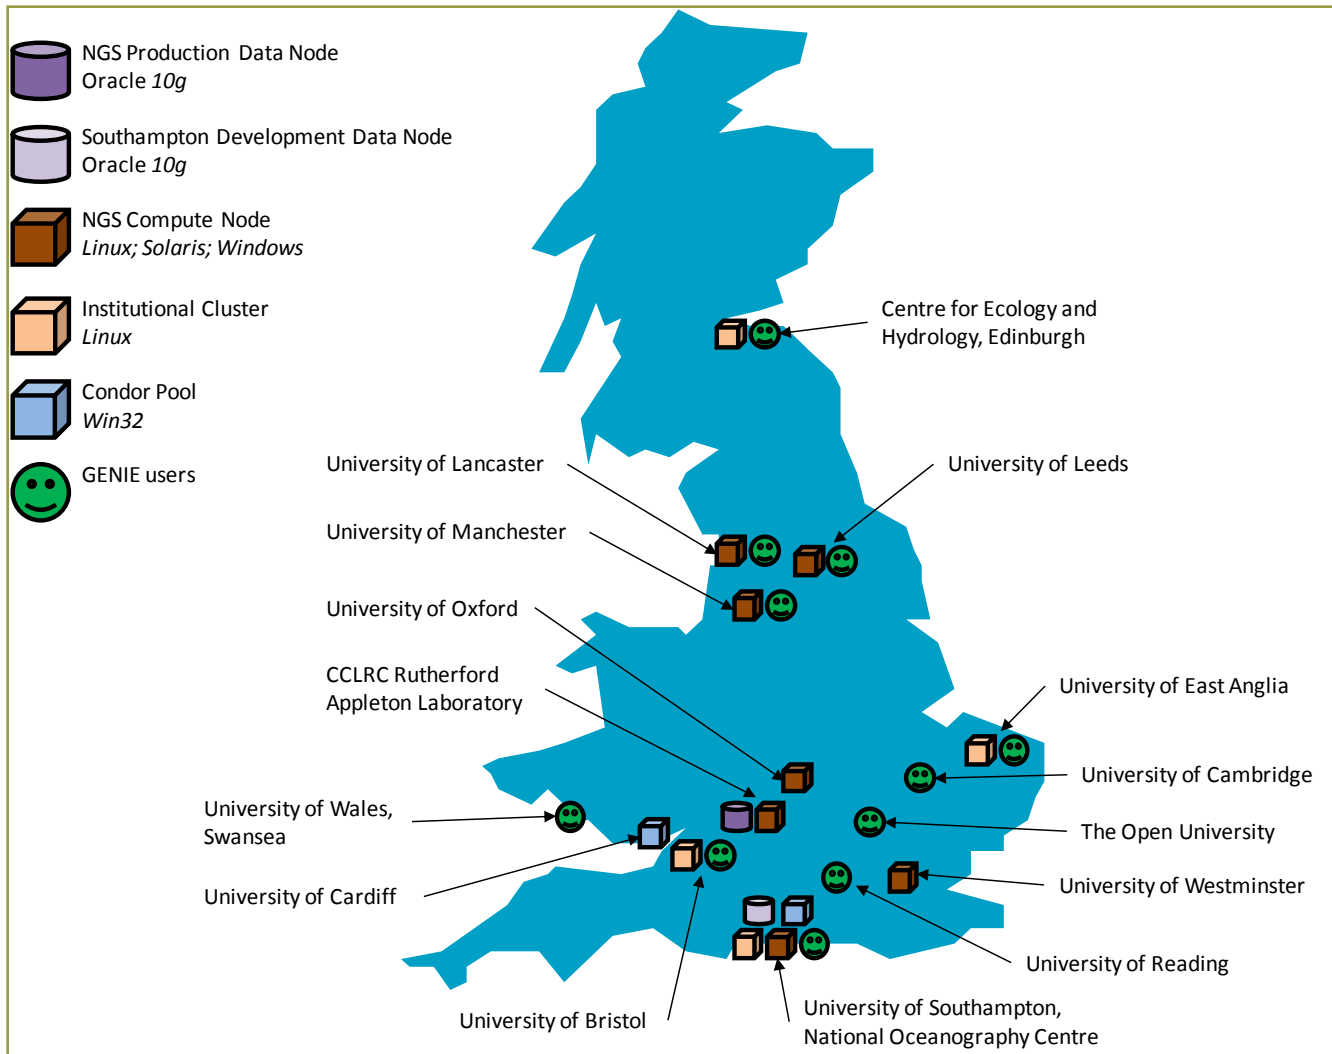 NGS Production Data Node
Oracle 10g
Southampton Development Data Node
Oracle 10g
NGS Compute Node
Linux; Solaris; Windows
Institutional Cluster
Linux
Condor Pool
Win32
GENIE users
Centre for Ecology and
Hydrology, Edinburgh
University of Lancaster
University of Leeds
University of Manchester
University of Oxford
CCLRC Rutherford
Appleton Laboratory
University of East Anglia
University of Cambridge
University of Wales,
Swansea
The Open University
University of Cardiff
University of Westminster
University of Reading
University of Bristol
University of Southampton,
National Oceanography Centre